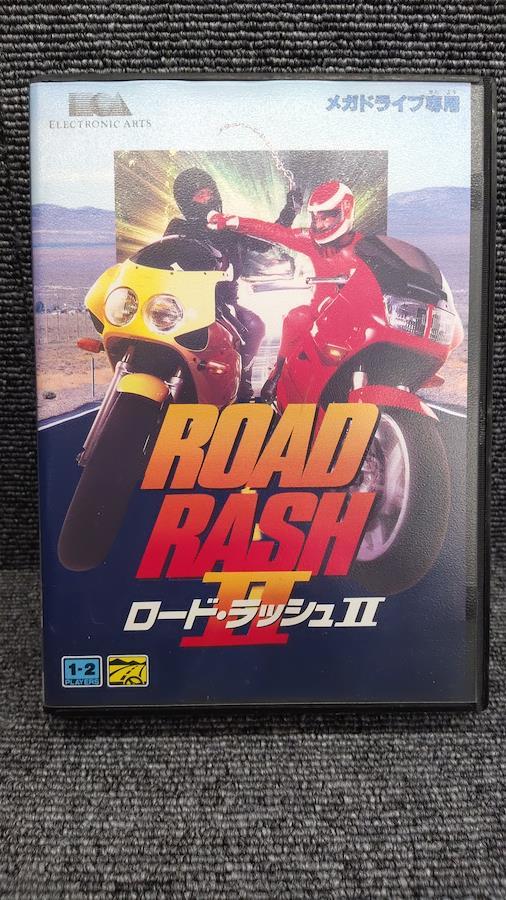 ELECTRONIC ARTS
メガドライブ専用
ROAD
RASH
II
ロード・ラッシュII
1-2
PLAYERS